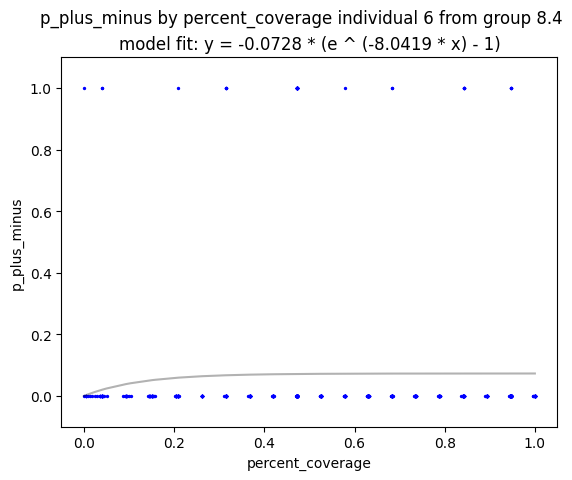 p_plus_minus by percent_coverage individual 6 from group 8.4
model fit: y = -0.0728 * (e ^ (-8.0419 * x) - 1)
1.0
0.8
0.6
0.4
0.2
0.0
p_plus_minus
0.0 0.2 0.4 0.6 0.8 1.0
percent_coverage